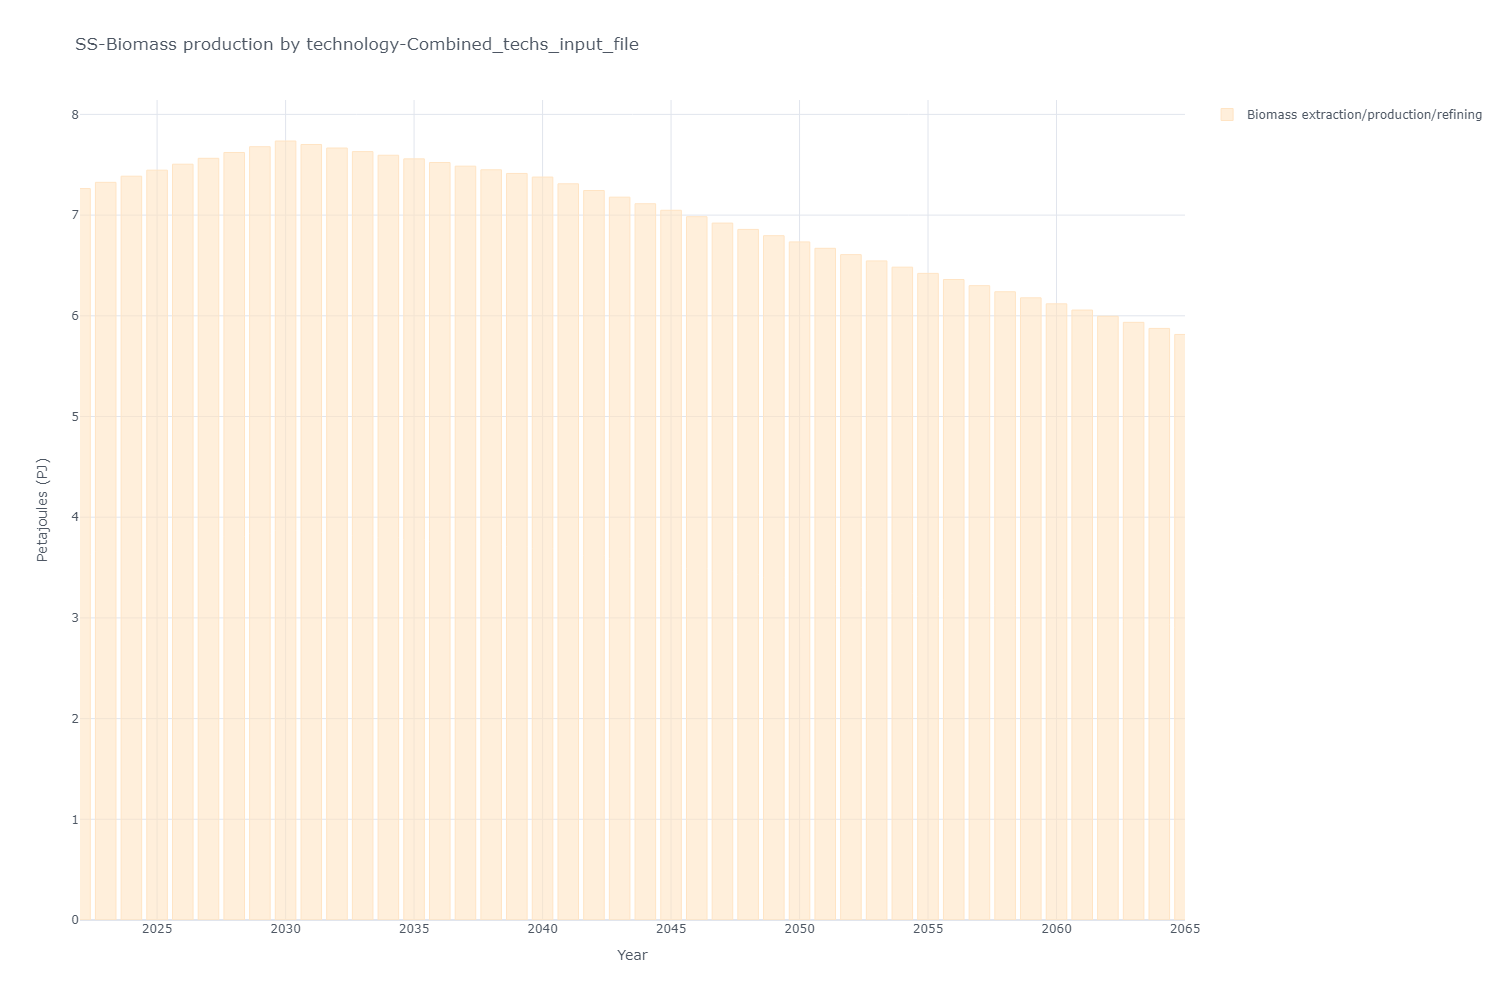 SS-Biomass production by technology-Combined_techs_input_file
Biomass extraction/production/refining
8
7
6
5
4
3
2
1
0
Petajoules (PJ)
2025 2030 2035 2040 2045 2050 2055 2060 2065
Year